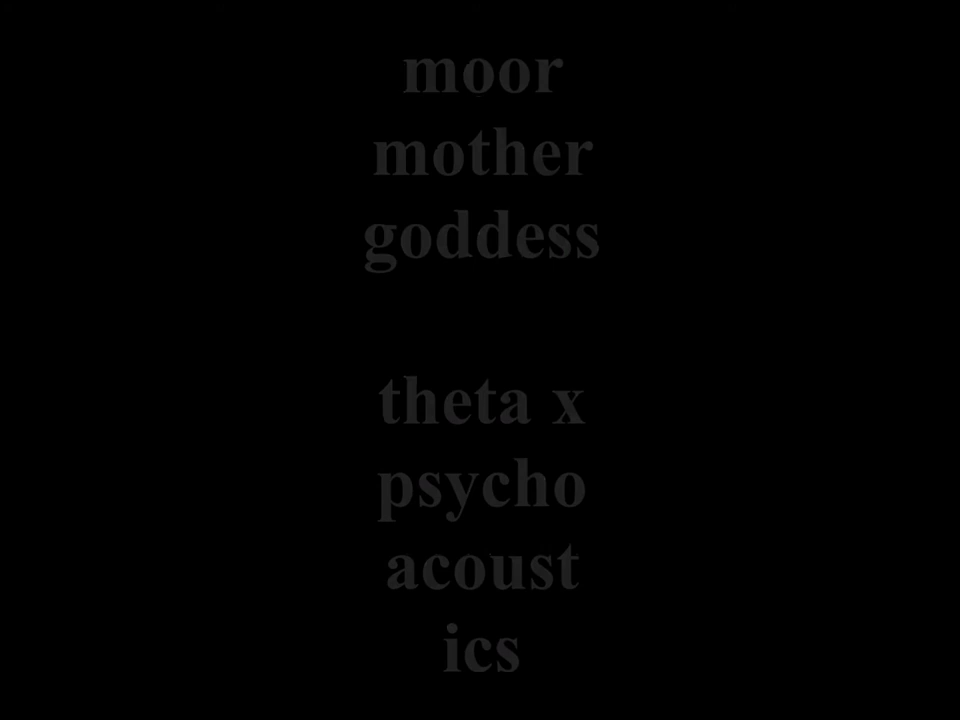 moor
mother
goddess
theta x
psycho
acoust
ics